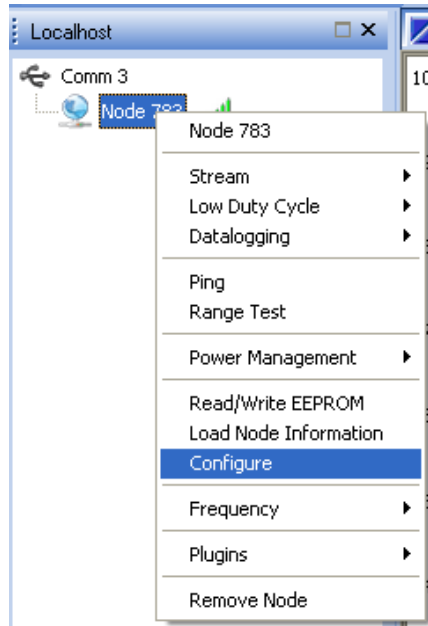 Localhost
10
Comm 3
Node 783
Node 783
Stream
Low Duty Cycle
Datalogging
Ping
Range Test
Power Management
Read/Write EEPROM
Load Node Information
Configure
Frequency
Plugins
Remove Node